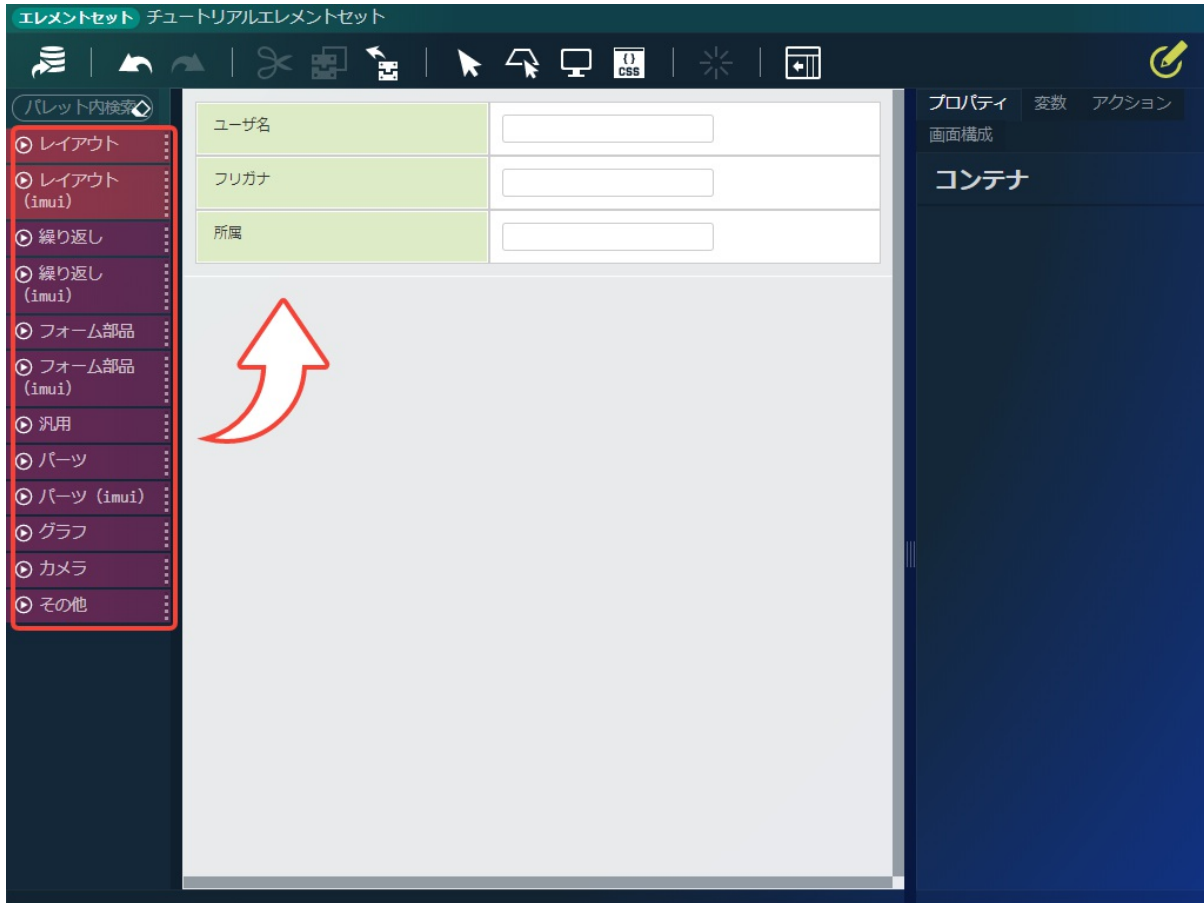 エレメントセット チュートリアルエレメントセット
{} CSS
パレット内検索
レイアウト
レイアウト
(imui)
繰り返し
繰り返し
(imui)
フォーム部品
フォーム部品
(imui)
汎用
パーツ
パーツ (imui)
グラフ
カメラ
その他
ユーザ名
フリガナ
所属
プロパティ 変数 アクション
画面構成
コンテナ